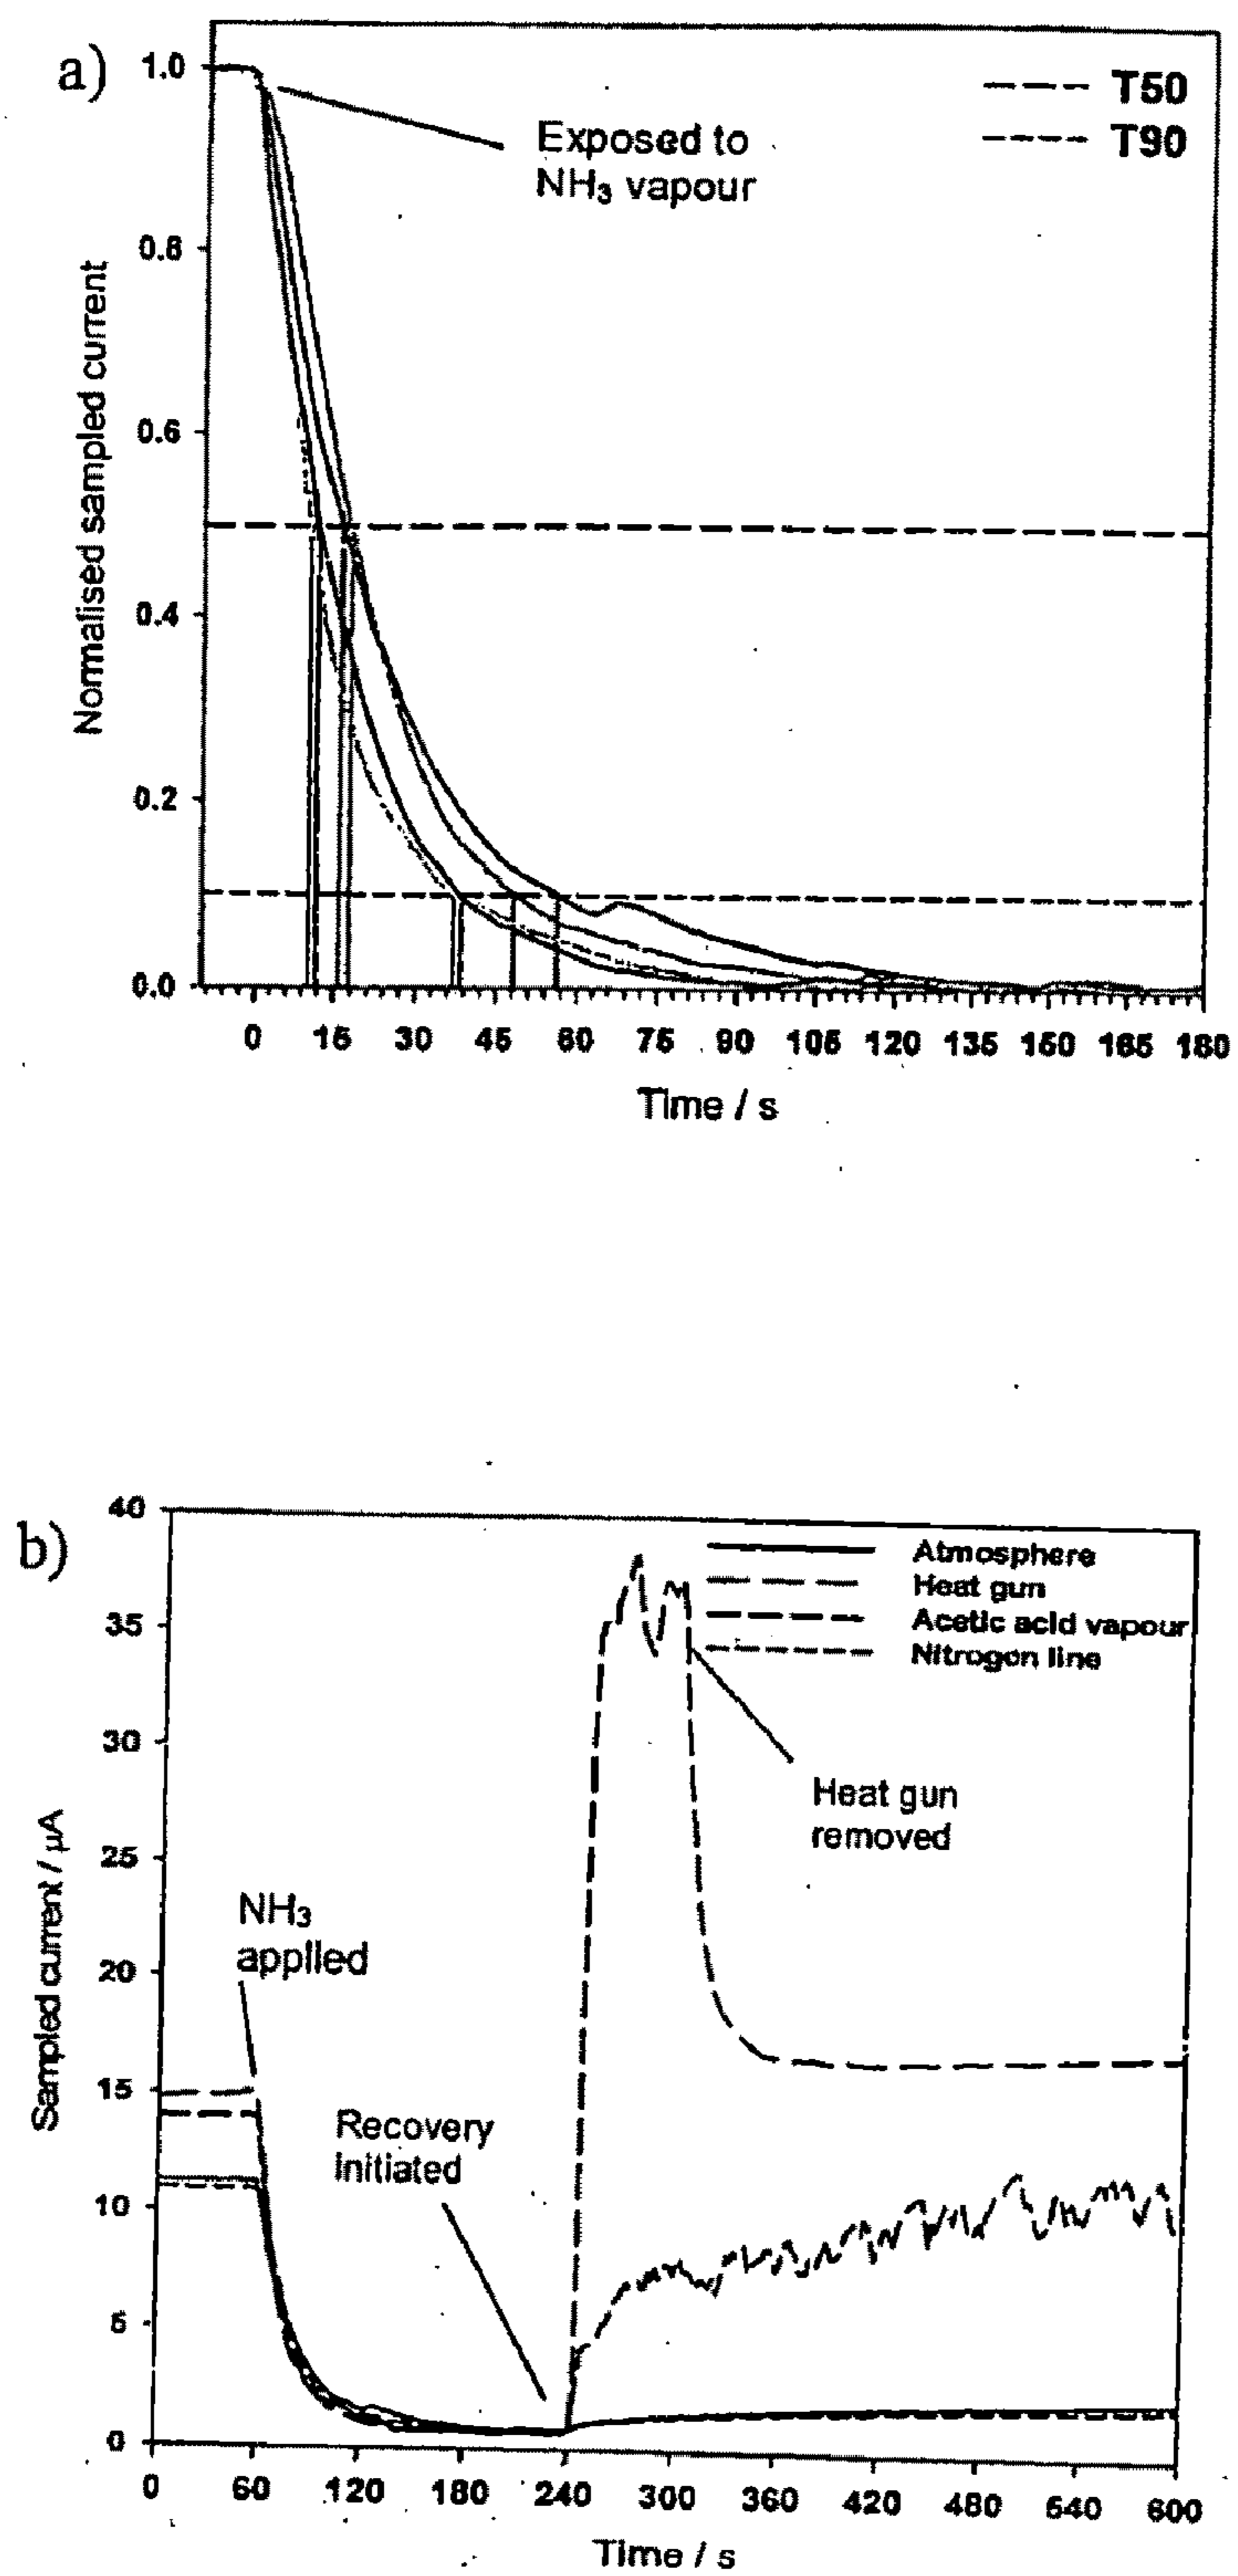 a)
1.0
0.8
0.6
0.4
0.2
0.0
Normalised sampled current
T50
T90
Exposed to
NH₃ vapour
0 15 30 45 60 75 90 105 120 135 150 165 180
Time / s
b)
40
35
30
25
20
15
10
5
0
Sampled current / µA
Atmosphere
Heat gun
Acetic acid vapour
Nitrogen line
Heat gun
removed
NH₃
applied
Recovery
initiated
0 60 120 180 240 300 360 420 480 540 600
Time / s